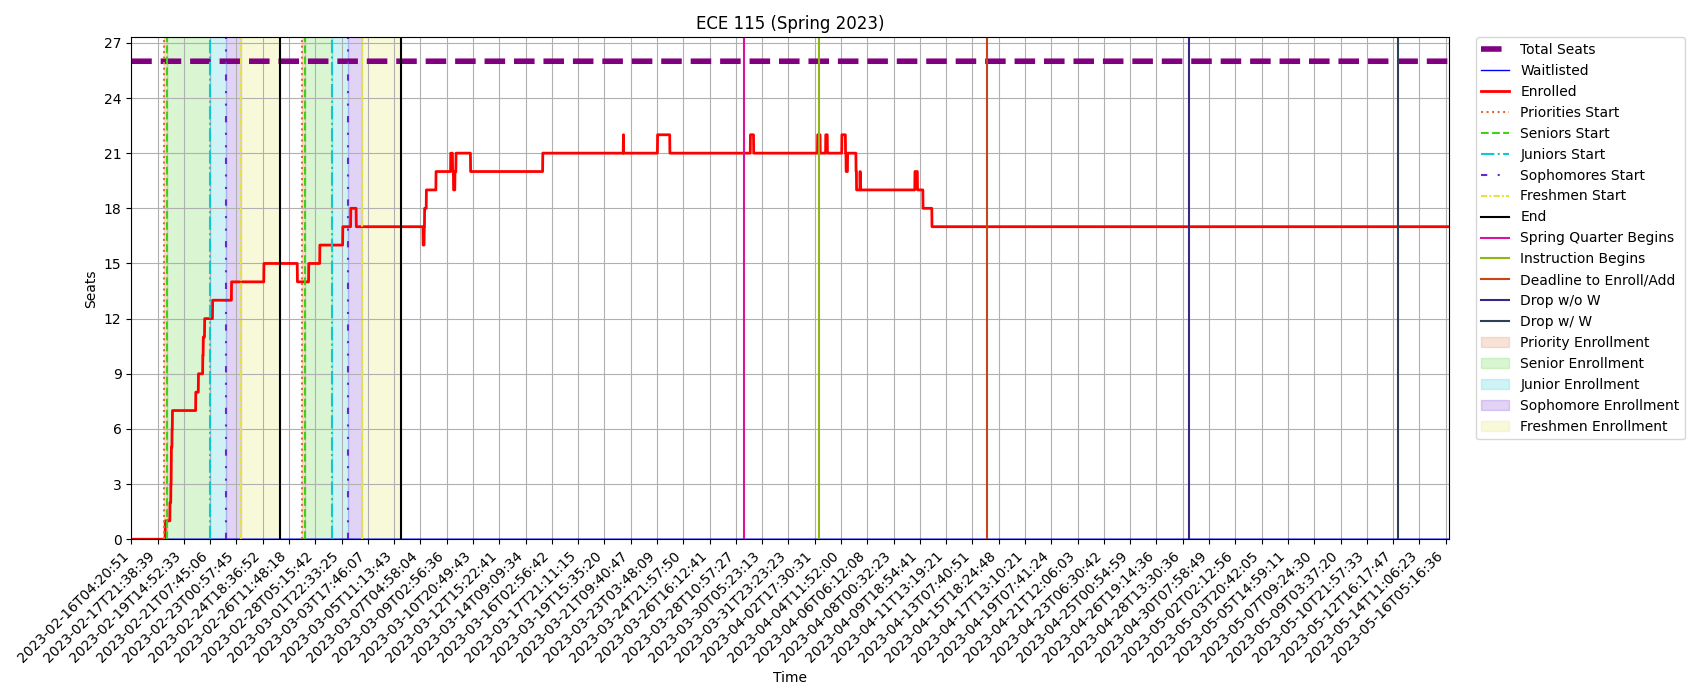 ECE 115 (Spring 2023)
Seats
27
24
21
18
15
12
9
6
3
0
2023-02-16T04:20:51
2023-02-17T21:38:39
2023-02-19T14:52:33
2023-02-21T07:45:06
2023-02-23T00:57:45
2023-02-24T18:36:52
2023-02-26T11:48:18
2023-02-28T05:15:42
2023-03-01T22:33:25
2023-03-03T17:46:07
2023-03-05T11:13:43
2023-03-07T04:58:04
2023-03-09T02:56:36
2023-03-10T20:49:43
2023-03-12T15:22:41
2023-03-14T09:09:34
2023-03-16T02:56:42
2023-03-17T21:11:15
2023-03-19T15:35:20
2023-03-21T09:40:47
2023-03-23T03:48:09
2023-03-24T21:57:50
2023-03-26T16:12:41
2023-03-28T10:57:27
2023-03-30T05:23:13
2023-03-31T23:23:23
2023-04-02T17:30:31
2023-04-04T11:52:00
2023-04-06T06:12:08
2023-04-08T00:32:23
2023-04-09T18:54:41
2023-04-11T13:19:21
2023-04-13T07:40:51
2023-04-15T18:24:48
2023-04-17T13:10:21
2023-04-19T07:41:24
2023-04-21T12:06:03
2023-04-23T06:30:42
2023-04-25T00:54:59
2023-04-26T19:14:36
2023-04-28T13:30:36
2023-04-30T07:58:49
2023-05-02T02:12:56
2023-05-03T20:42:05
2023-05-05T14:59:11
2023-05-07T09:24:30
2023-05-09T03:37:20
2023-05-10T21:57:33
2023-05-12T16:17:47
2023-05-14T11:06:23
2023-05-16T05:16:36
Time
Total Seats
Waitlisted
Enrolled
Priorities Start
Seniors Start
Juniors Start
Sophomores Start
Freshmen Start
End
Spring Quarter Begins
Instruction Begins
Deadline to Enroll/Add
Drop w/o W
Drop w/ W
Priority Enrollment
Senior Enrollment
Junior Enrollment
Sophomore Enrollment
Freshmen Enrollment